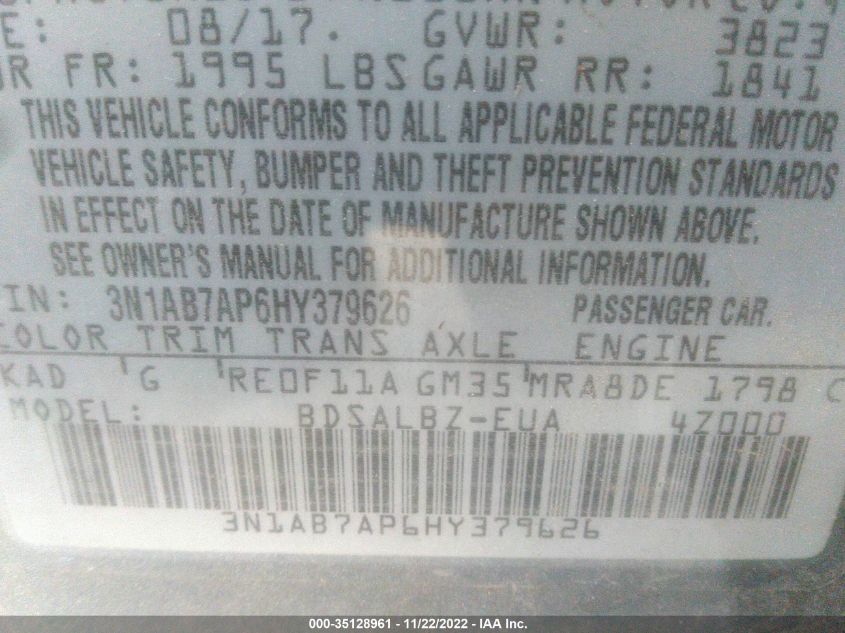 08/17. GVWR: 3823
FR: 1995 LBS GAWR RR: 1841
THIS VEHICLE CONFORMS TO ALL APPLICABLE FEDERAL MOTOR
VEHICLE SAFETY, BUMPER AND THEFT PREVENTION STANDARDS
IN EFFECT ON THE DATE OF MANUFACTURE SHOWN ABOVE.
SEE OWNER'S MANUAL FOR ADDITIONAL INFORMATION.
IN: 3N1AB7AP6HY379626 PASSENGER CAR.
COLOR TRIM TRANS AXLE ENGINE
KAD G RE0F11A GM35 MRA8DE 1798 C
MODEL: BDSALBZ-EUA 4Z000
3N1AB7AP6HY379626
000-35128961 - 11/22/2022 - IAA Inc.